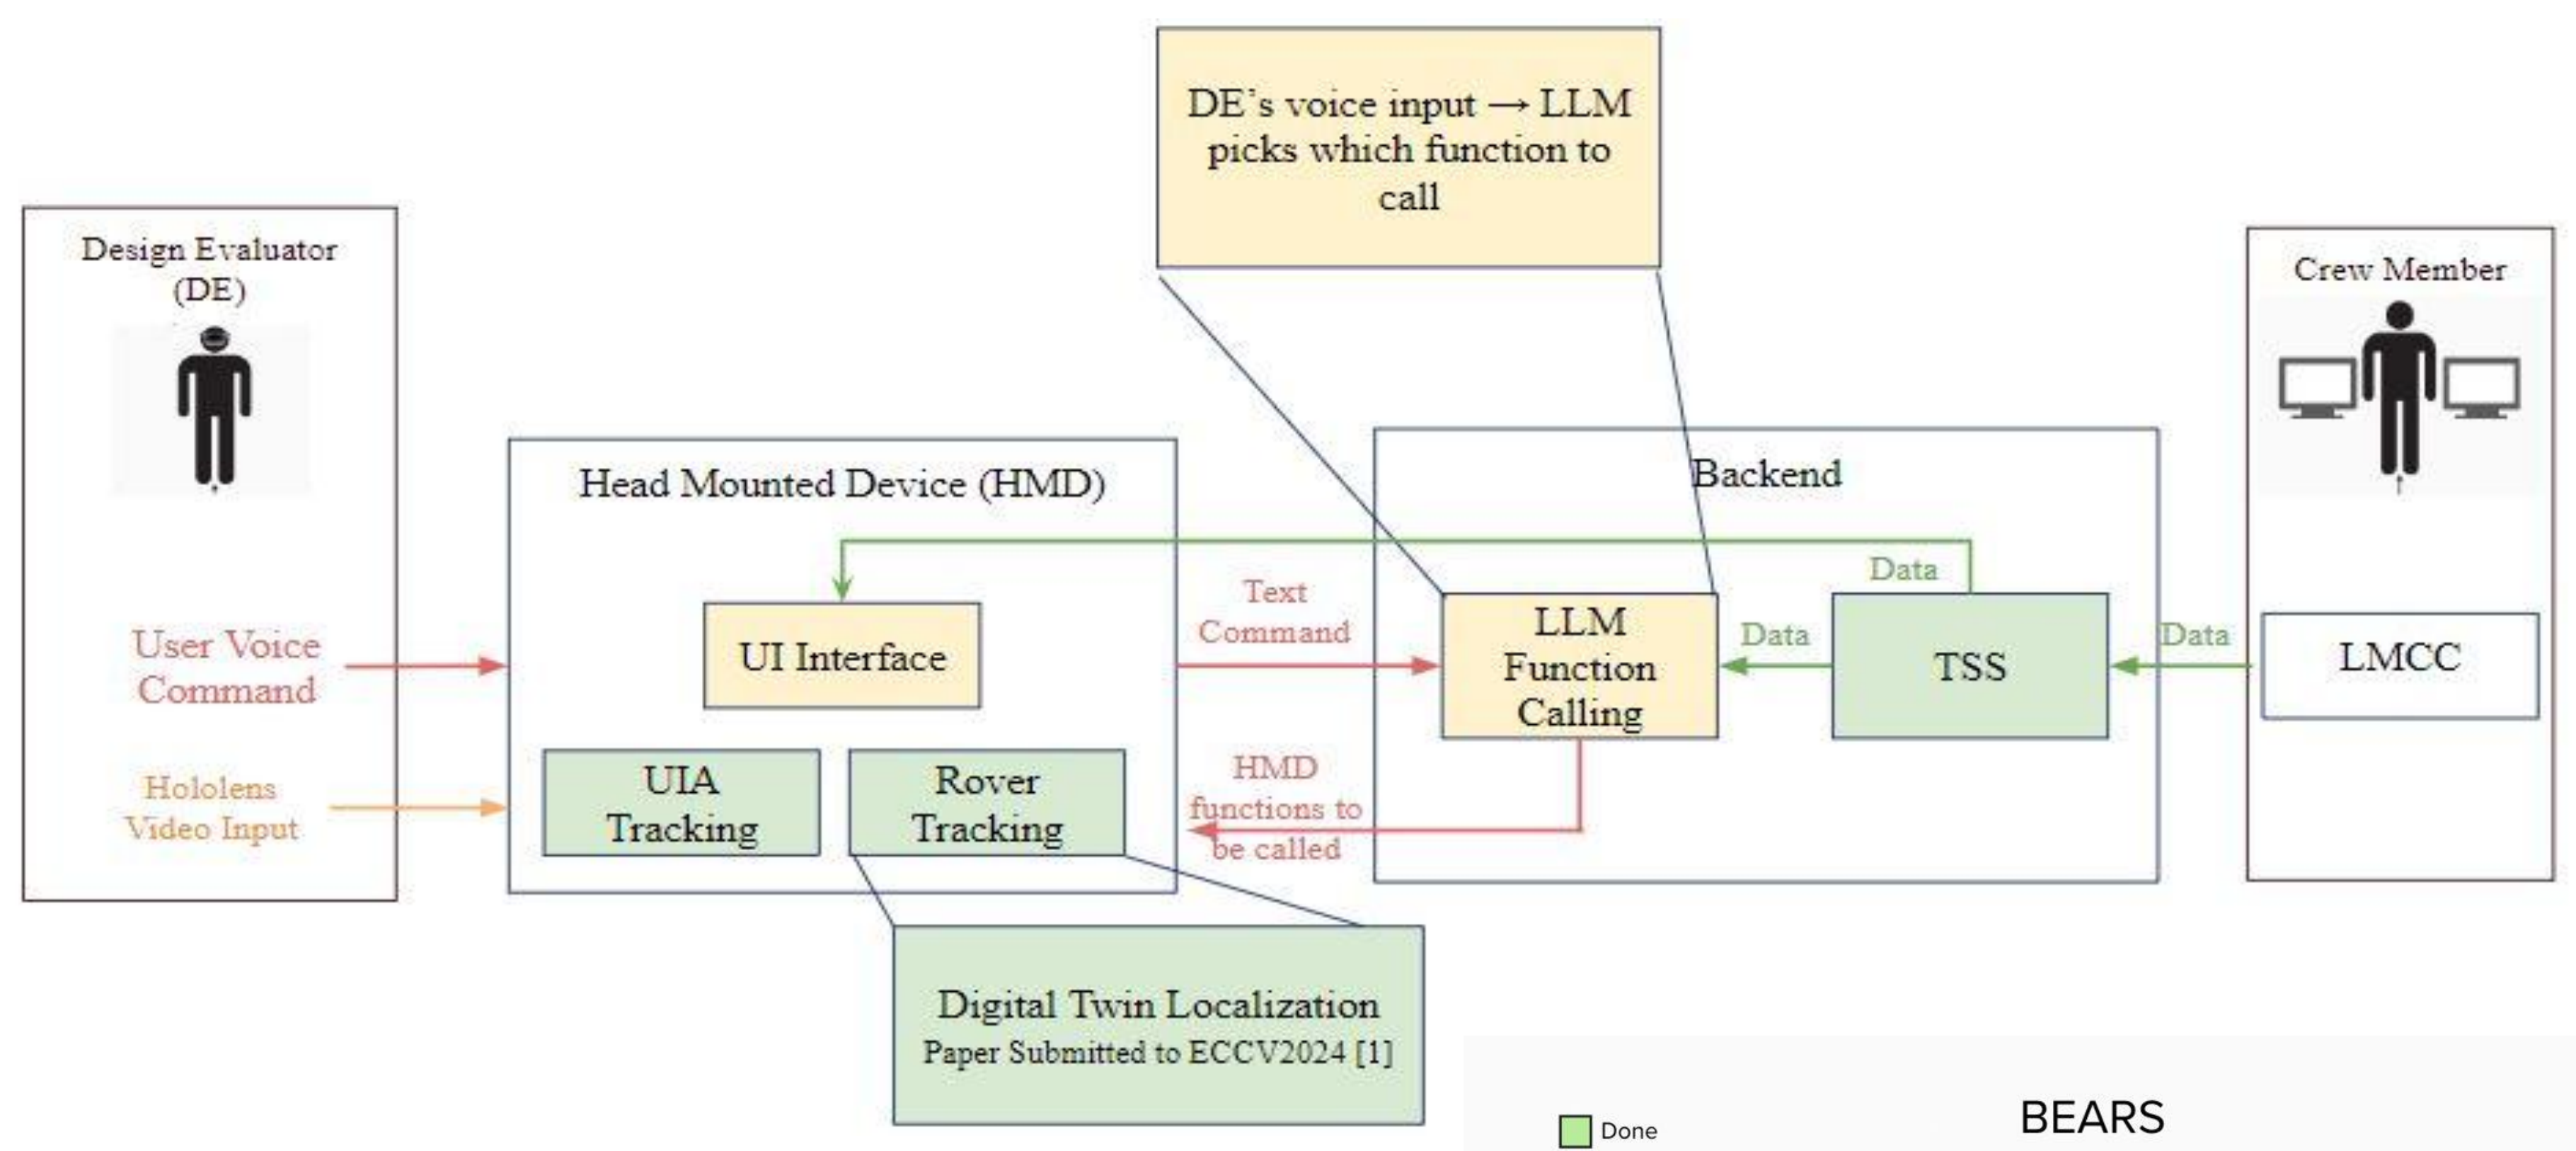 DE's voice input → LLM
picks which function to
call
Design Evaluator
(DE)
User Voice
Command
Hololens
Video Input
Head Mounted Device (HMD)
UI Interface
UIA
Tracking
Rover
Tracking
Digital Twin Localization
Paper Submitted to ECCV2024 [1]
Text
Command
HMD
functions to
be called
Backend
LLM
Function
Calling
Data
Data
TSS
Data
Crew Member
LMCC
Done
BEARS